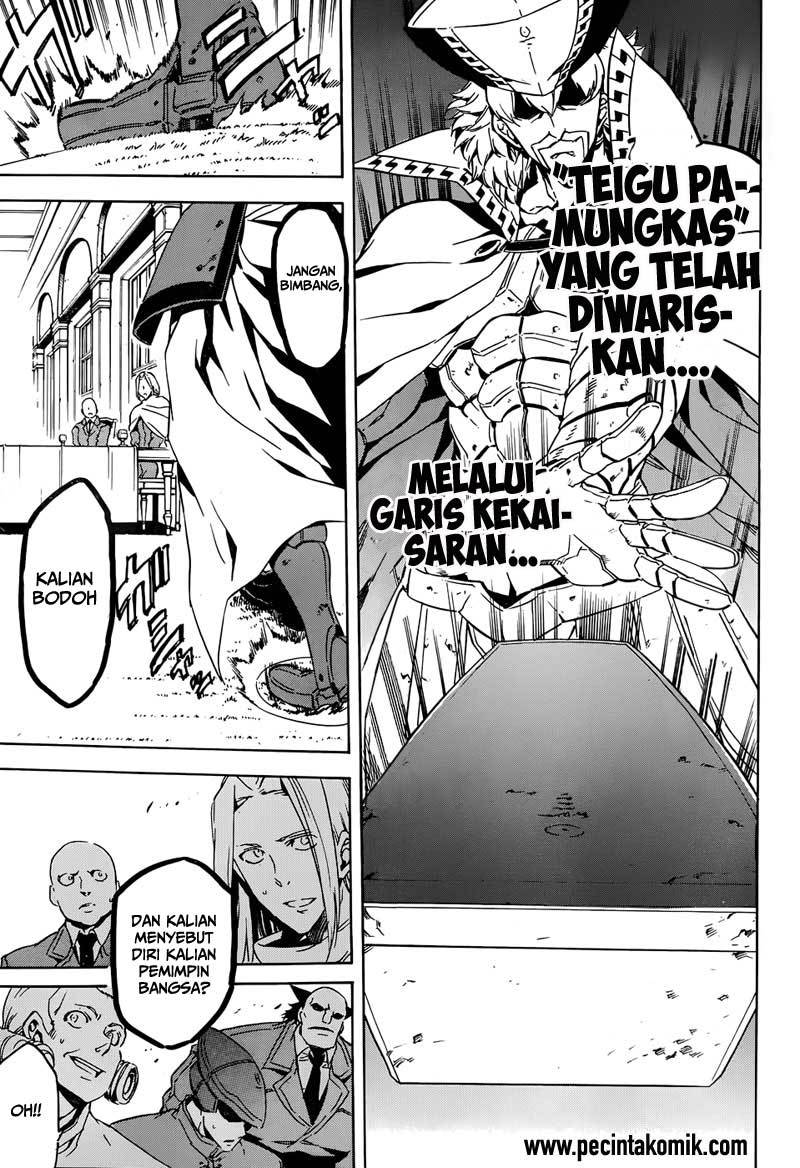 "TEIGU PA-
MUNGKAS"
YANG TELAH
DIWARIS-
KAN.....
MELALUI
GARIS KEKAI-
SARAN...
JANGAN
BIMBANG,
KALIAN
BODOH
DAN KALIAN
MENYEBUT
DIRI KALIAN
PEMIMPIN
BANGSA?
OH!!
www.pecintakomik.com